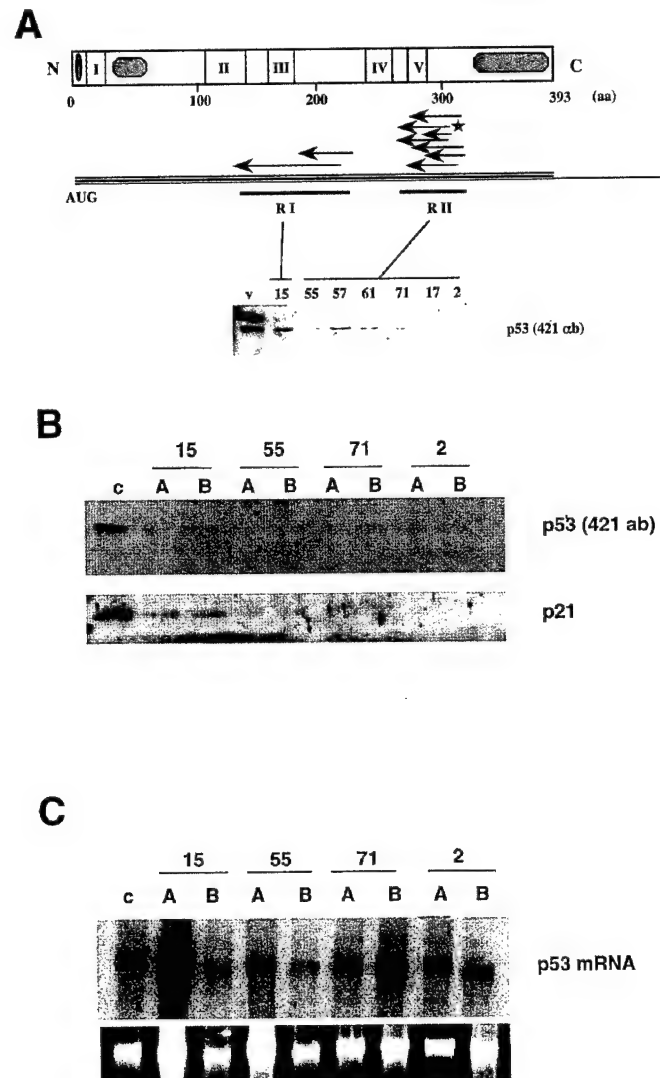 A
N I II III IV V C
0 100 200 300 393 (aa)
AUG
R I R II
v 15 55 57 61 71 17 2
p53 (421 ab)
B
15 55 71 2
c A B A B A B A B
p53 (421 ab)
p21
C
15 55 71 2
c A B A B A B A B
p53 mRNA